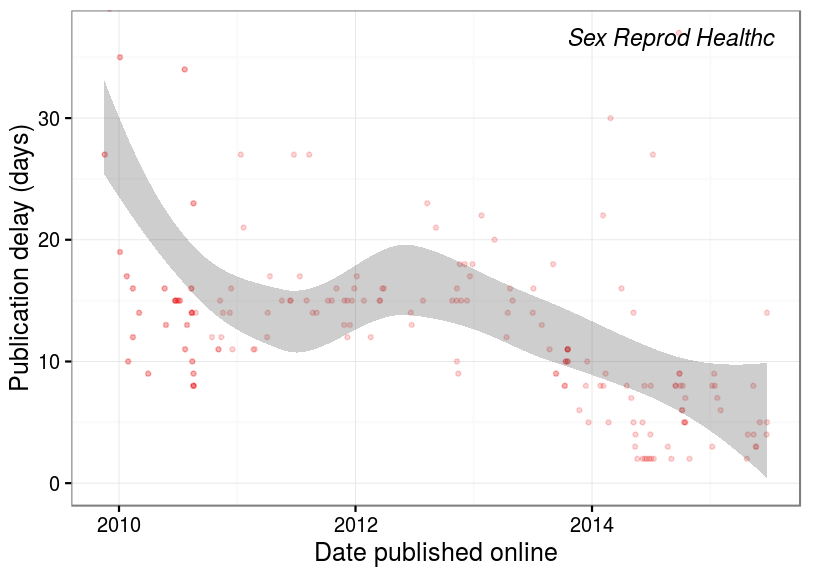 Sex Reprod Healthc
Publication delay (days)
30
20
10
0
2010 2012 2014
Date published online